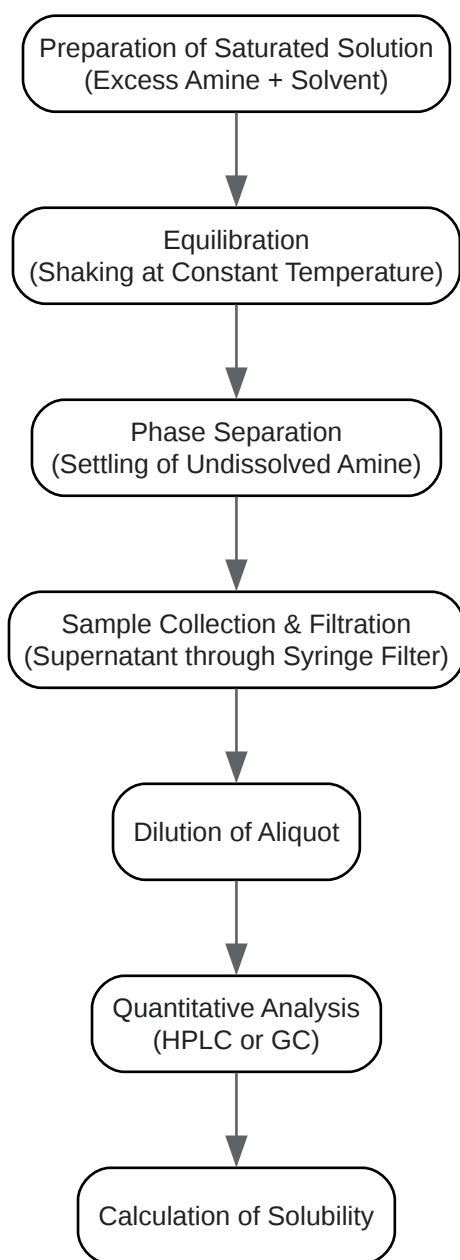 Preparation of Saturated Solution
(Excess Amine + Solvent)
Equilibration
(Shaking at Constant Temperature)
Phase Separation
(Settling of Undissolved Amine)
Sample Collection & Filtration
(Supernatant through Syringe Filter)
Dilution of Aliquot
Quantitative Analysis
(HPLC or GC)
Calculation of Solubility